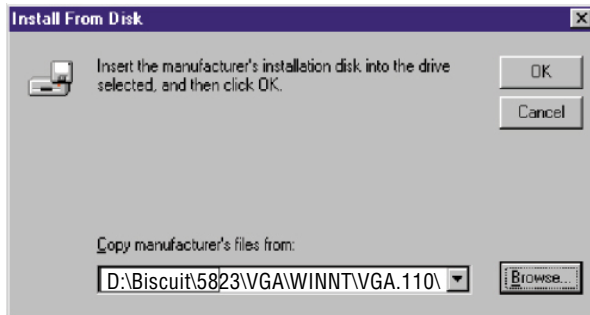 Install From Disk
Insert the manufacturer's installation disk into the drive
selected, and then click OK.
OK
Cancel
Copy manufacturer's files from:
D:\Biscuit\5823\VGA\WINNT\VGA.110\
Browse...